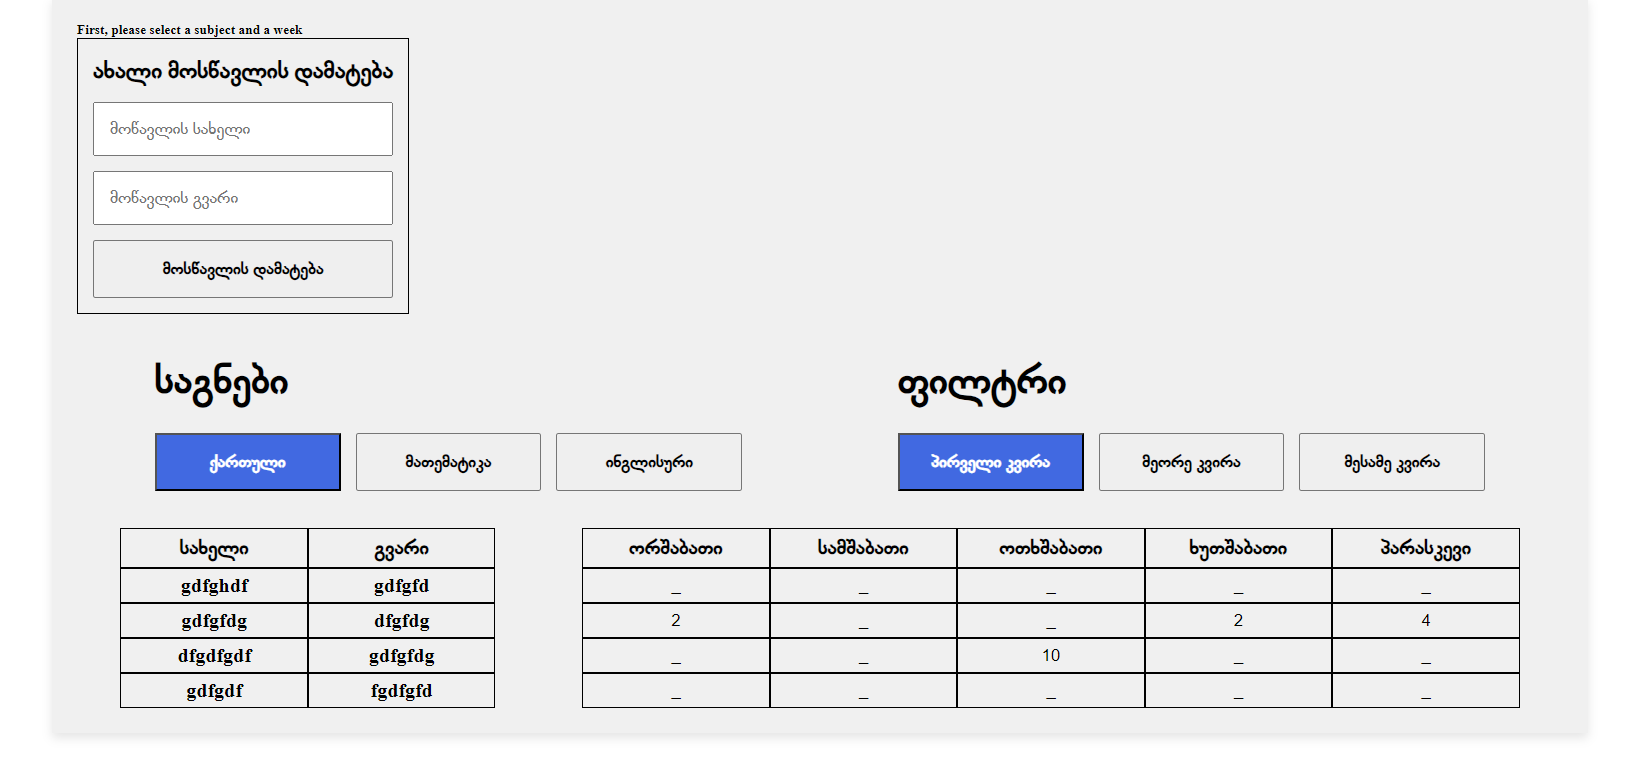 First, please select a subject and a week
ახალი მოსწავლის დამატება
მოწავლის სახელი
მოწავლის გვარი
მოსწავლის დამატება
საგნები
ფილტრი
ქართული მათემატიკა ინგლისური
პირველი კვირა მეორე კვირა მესამე კვირა
სახელი გვარი ორშაბათი სამშაბათი ოთხშაბათი ხუთშაბათი პარასკევი
gdfghdf gdfgfd _ _ _ _ _
gdfgfdg dfgfdg 2 _ _ 2 4
dfgdfgdf gdfgfdg _ _ 10 _ _
gdfgdf fgdfgfd _ _ _ _ _